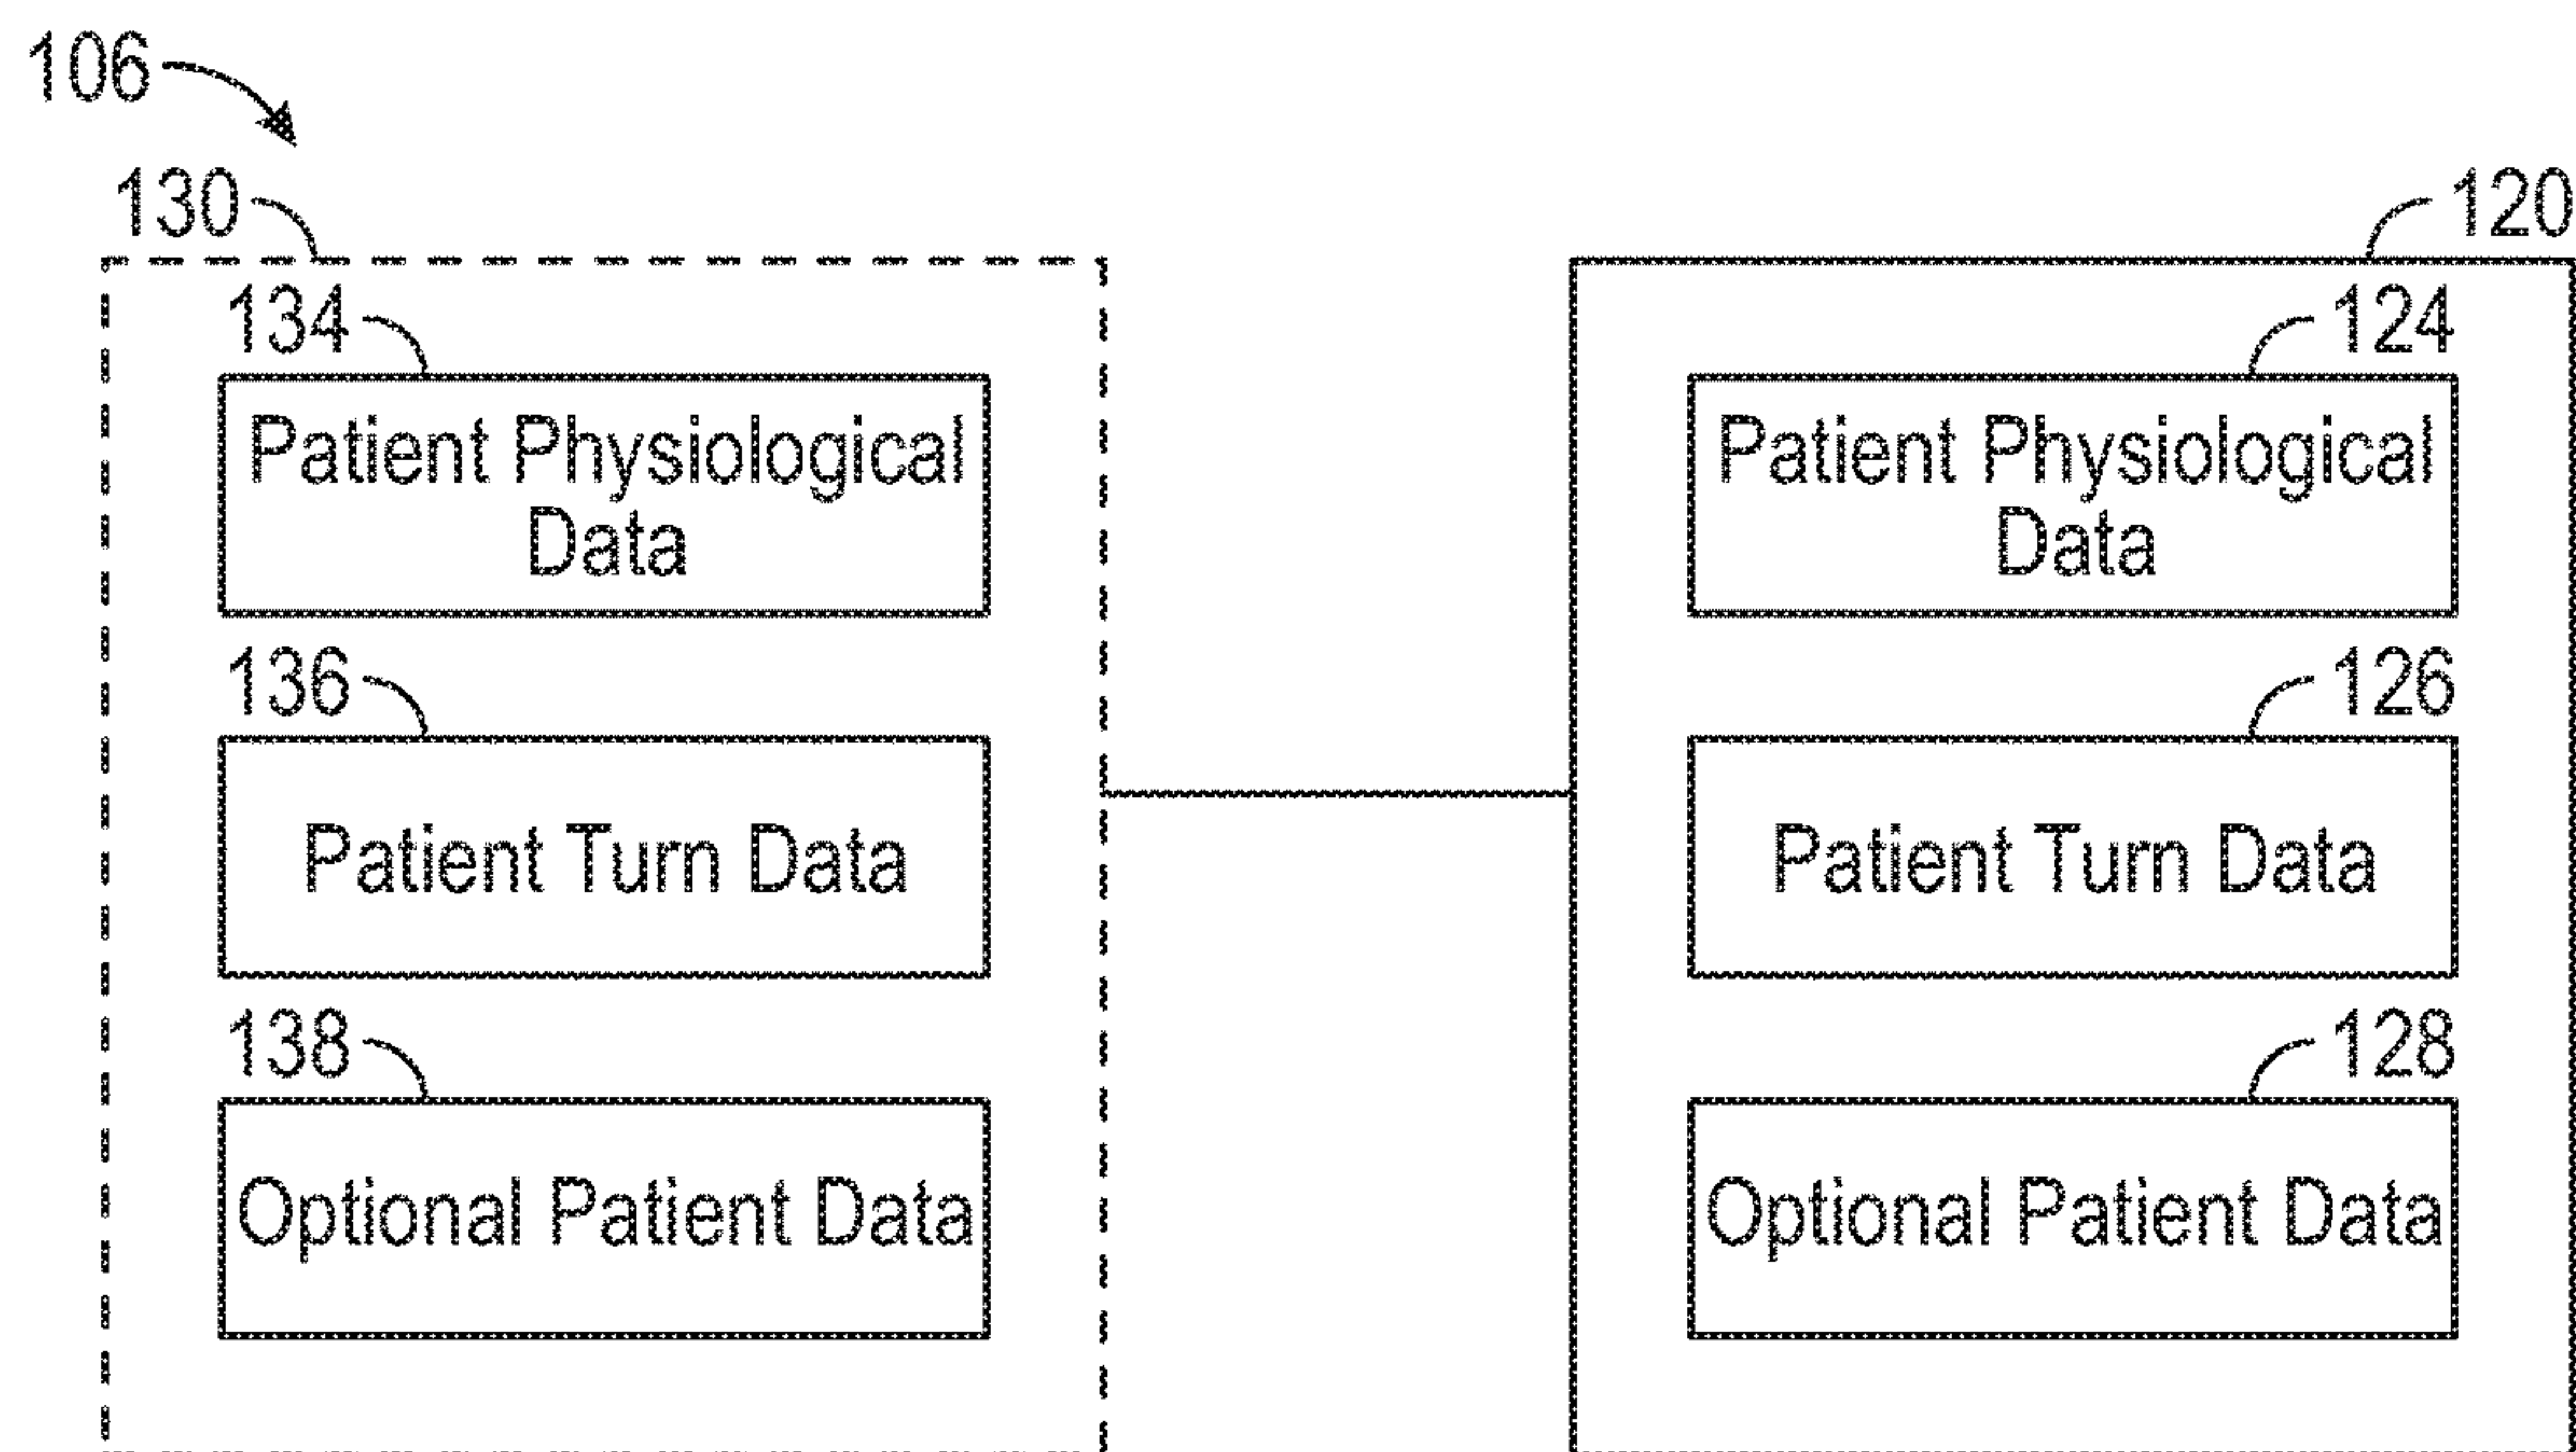 106
130
134
Patient Physiological
Data
136
Patient Turn Data
138
Optional Patient Data
120
124
Patient Physiological
Data
126
Patient Turn Data
128
Optional Patient Data